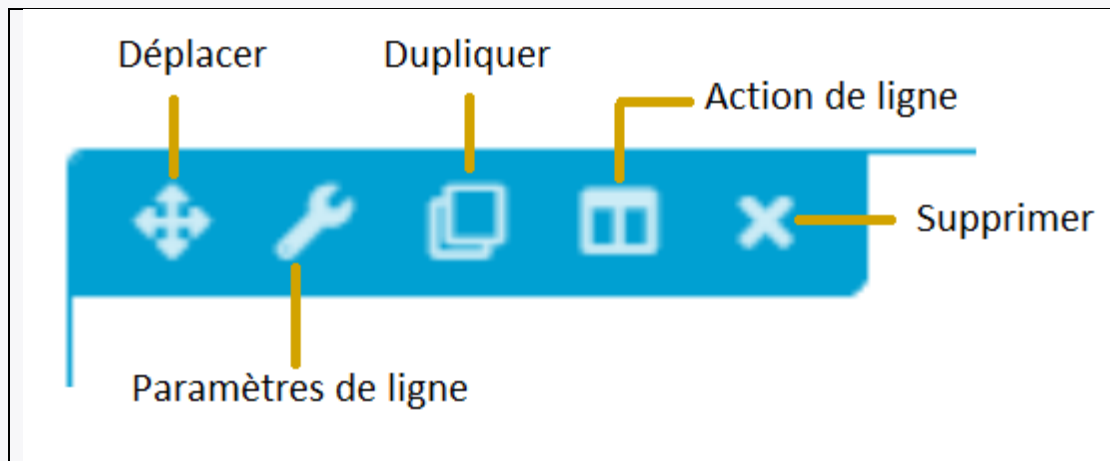 Déplacer
Dupliquer
Action de ligne
Supprimer
Paramètres de ligne